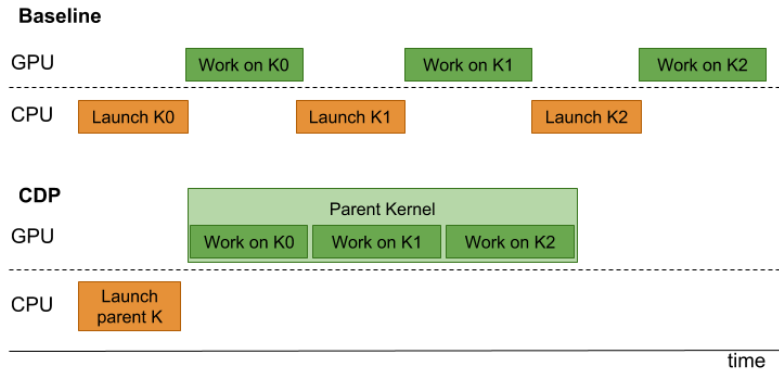 Baseline
GPU
Work on K0
Work on K1
Work on K2
CPU
Launch K0
Launch K1
Launch K2
CDP
Parent Kernel
GPU
Work on K0
Work on K1
Work on K2
CPU
Launch
parent K
time